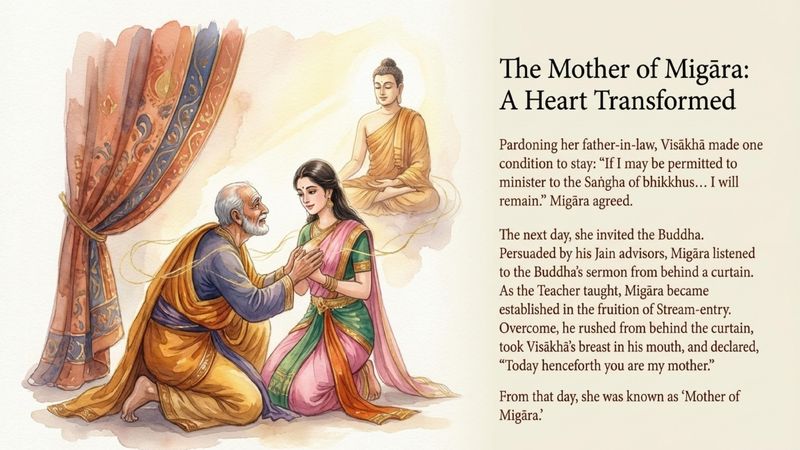 The Mother of Migāra:
A Heart Transformed
Pardoning her father-in-law, Visākhā made one
condition to stay: “If I may be permitted to
minister to the Saṅgha of bhikkhus… I will
remain.” Migāra agreed.
The next day, she invited the Buddha.
Persuaded by his Jain advisors, Migāra listened
to the Buddha’s sermon from behind a curtain.
As the Teacher taught, Migāra became
established in the fruition of Stream-entry.
Overcome, he rushed from behind the curtain,
took Visākhā’s breast in his mouth, and declared,
“Today henceforth you are my mother.”
From that day, she was known as ‘Mother of
Migāra.’